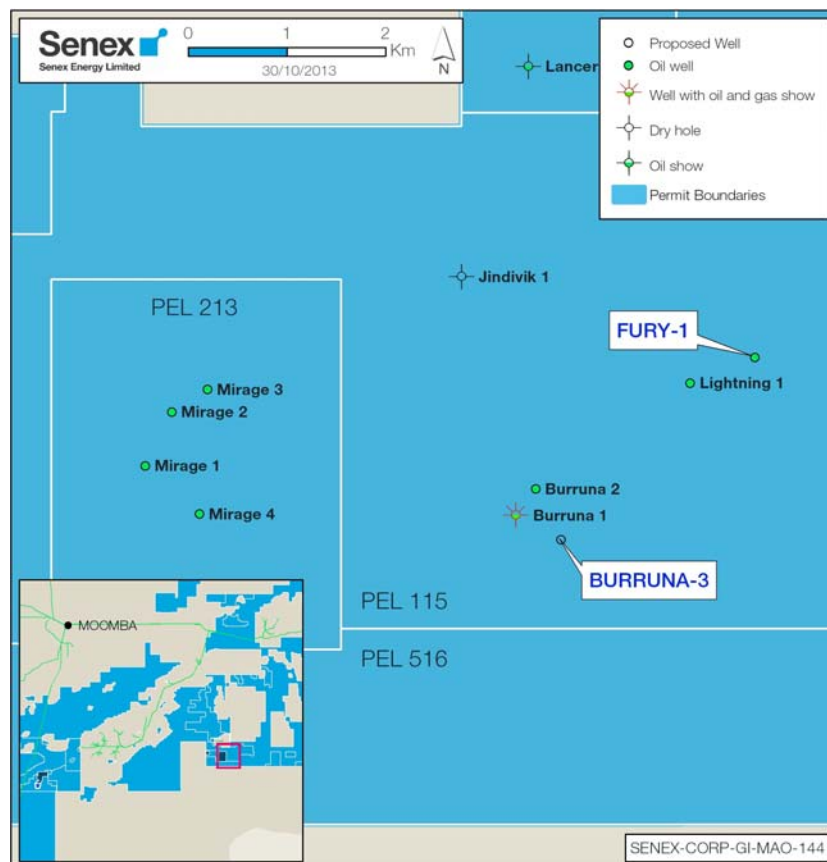 Senex
Senex Energy Limited
0 1 2
Km
30/10/2013
N
Lancer
Proposed Well
Oil well
Well with oil and gas show
Dry hole
Oil show
Permit Boundaries
Jindivik 1
PEL 213
FURY-1
Mirage 3
Lightning 1
Mirage 2
Mirage 1
Burruna 2
Mirage 4
Burruna 1
BURRUNA-3
PEL 115
MOOMBA
PEL 516
SENEX-CORP-GI-MAO-144